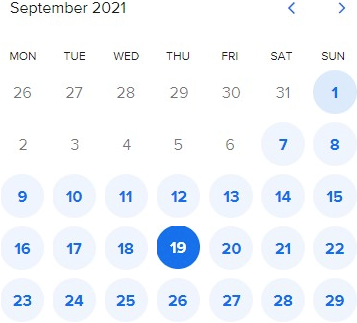 September 2021
MON TUE WED THU FRI SAT SUN
26 27 28 29 30 31 1
2 3 4 5 6 7 8
9 10 11 12 13 14 15
16 17 18 19 20 21 22
23 24 25 26 27 28 29